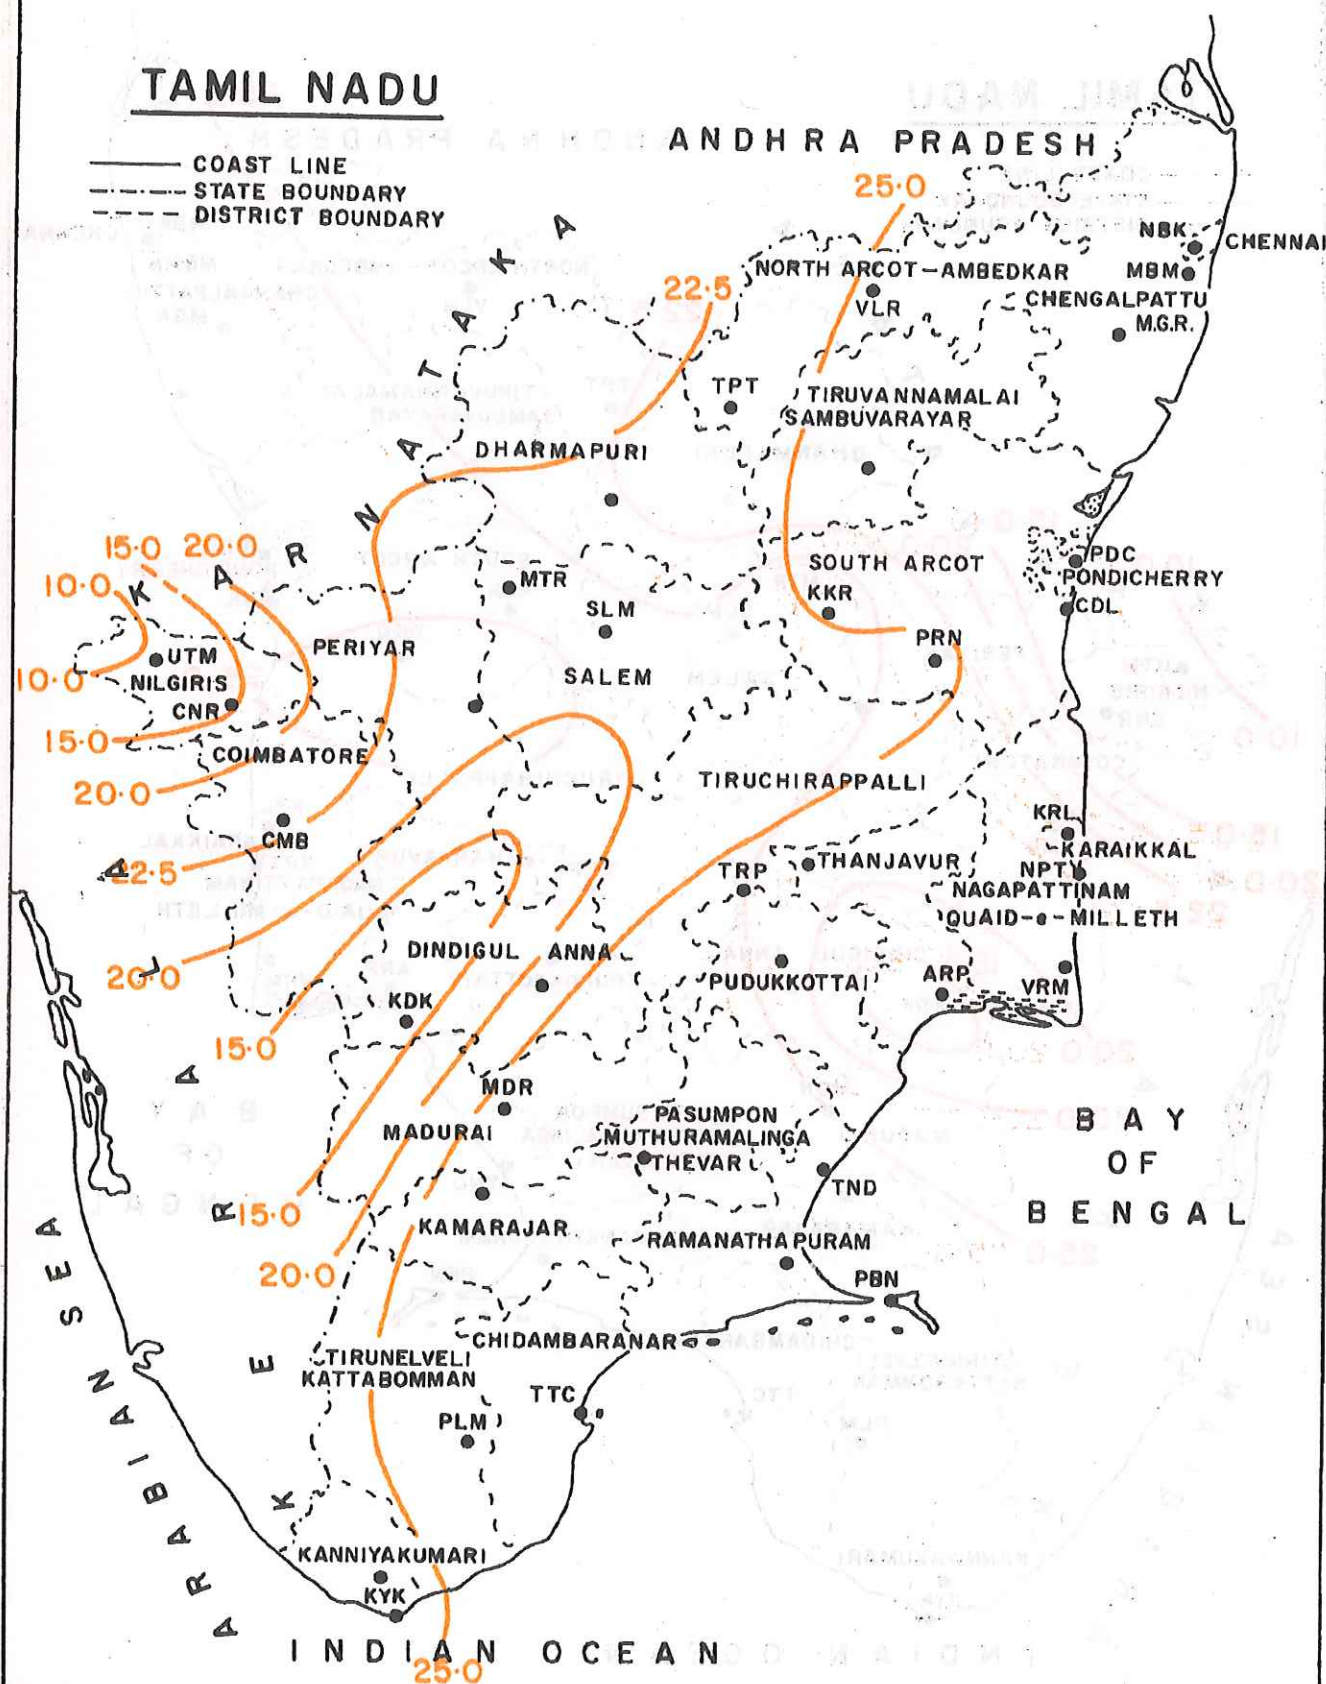 TAMIL NADU
COAST LINE
STATE BOUNDARY
DISTRICT BOUNDARY
ANDHRA PRADESH
KARNATAKA
25.0
NBK
CHENNAI
NORTH ARCOT-AMBEDKAR
MBM
22.5
VLR
CHENGALPATTU
M.G.R.
TPT
TIRUVANNAMALAI
SAMBUVARAYAR
DHARMAPURI
15.0 20.0
10.0
MTR
SOUTH ARCOT
PDC
PONDICHERRY
SLM
KKR
CDL
PERIYAR
PRN
UTM
SALEM
10.0
NILGIRIS
CNR
15.0
COIMBATORE
TIRUCHIRAPPALLI
20.0
KRL
CMB
KARAIKKAL
22.5
TRP
THANJAVUR
NPT
NAGAPATTINAM
QUAID-e-MILLETH
DINDIGUL ANNA
20.0
PUDUKKOTTAI
ARP
VRM
KDK
15.0
MDR
PASUMPON
MUTHURAMALINGA
THEVAR
MADURAI
BAY
OF
BENGAL
TND
15.0
KAMARAJAR
RAMANATHAPURAM
20.0
PBN
CHIDAMBARANAR
TIRUNELVELI
KATTABOMMAN
TTC
PLM
KERALA
ARABIAN SEA
KANNIYAKUMARI
KYK
INDIAN OCEAN
25.0